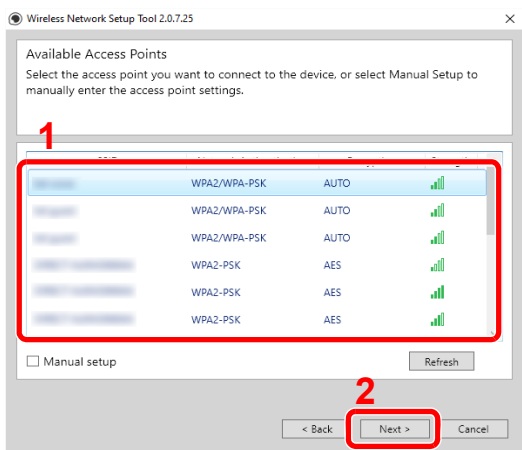 Wireless Network Setup Tool 2.0.7.25
Available Access Points
Select the access point you want to connect to the device, or select Manual Setup to
manually enter the access point settings.
1
WPA2/WPA-PSK AUTO
WPA2/WPA-PSK AUTO
WPA2/WPA-PSK AUTO
WPA2-PSK AES
WPA2-PSK AES
WPA2-PSK AES
Manual setup Refresh
2
< Back Next > Cancel